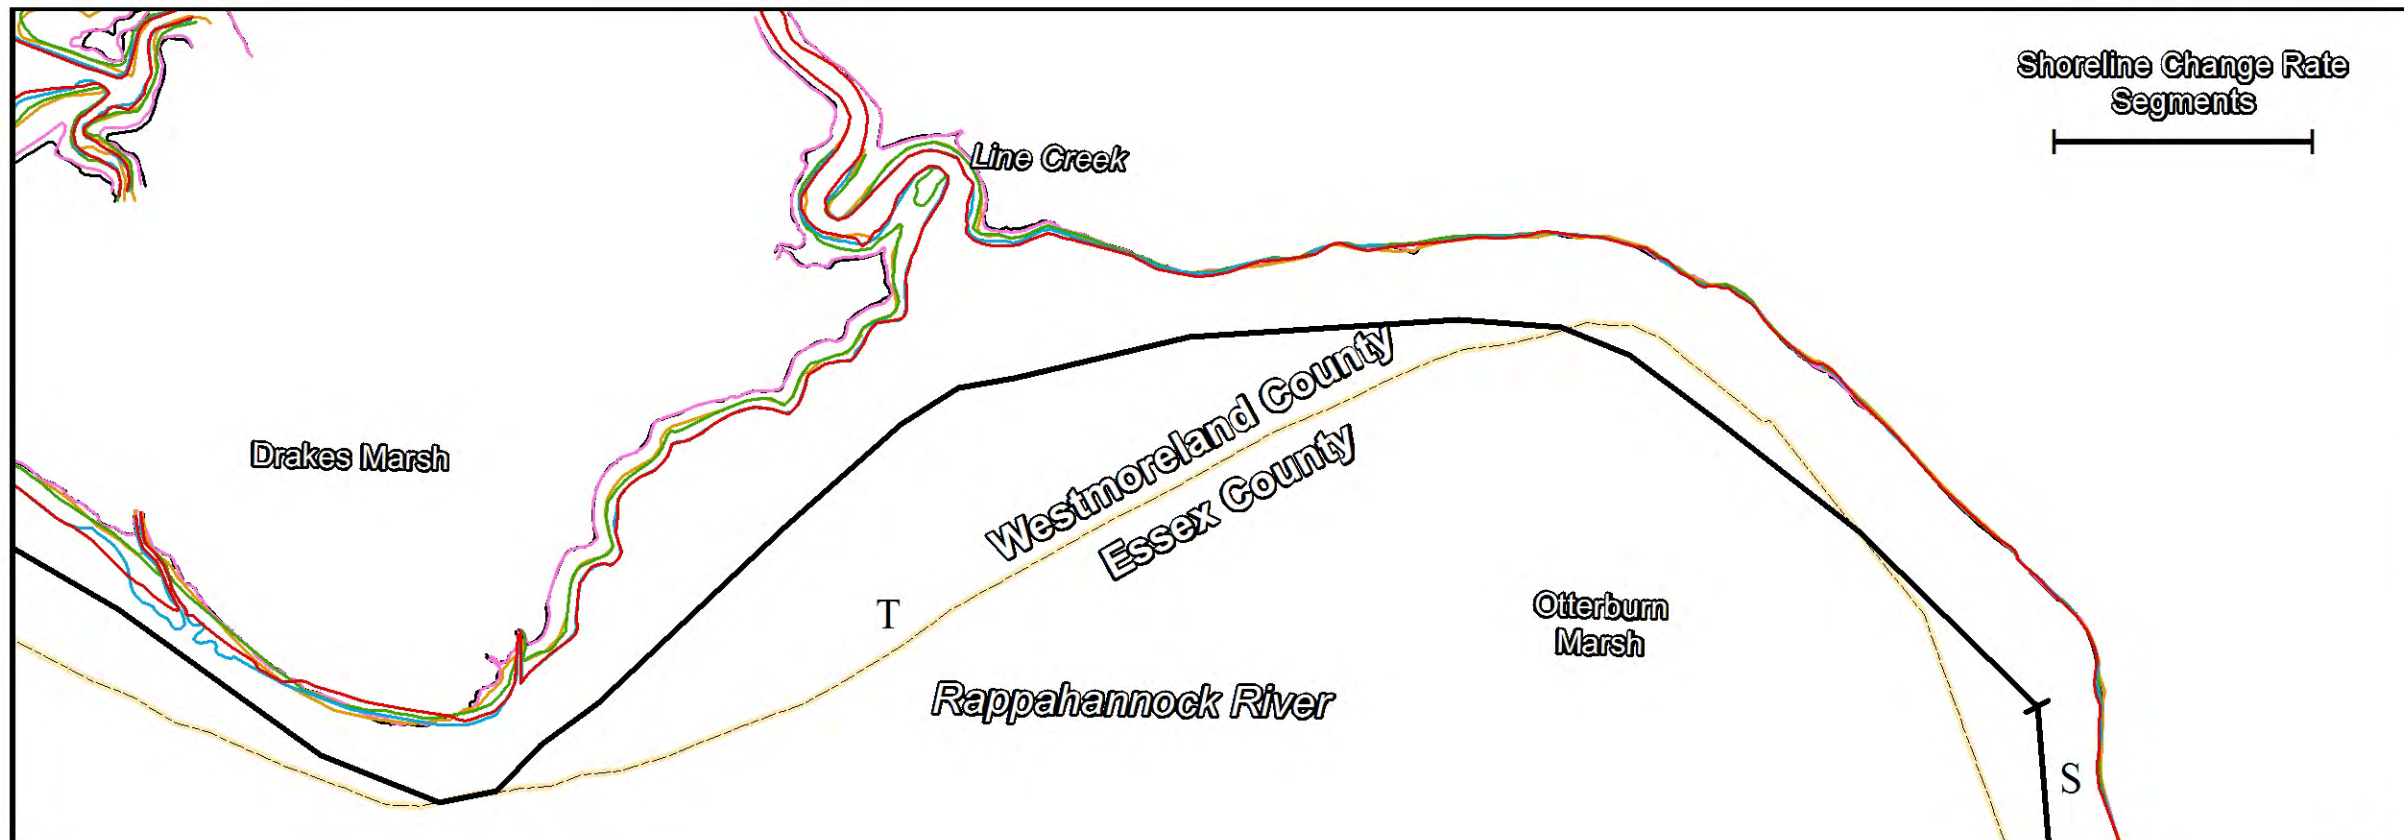 Shoreline Change Rate
Segments
Line Creek
Drakes Marsh
Westmoreland County
Essex County
T
Otterburn
Marsh
Rappahannock River
S